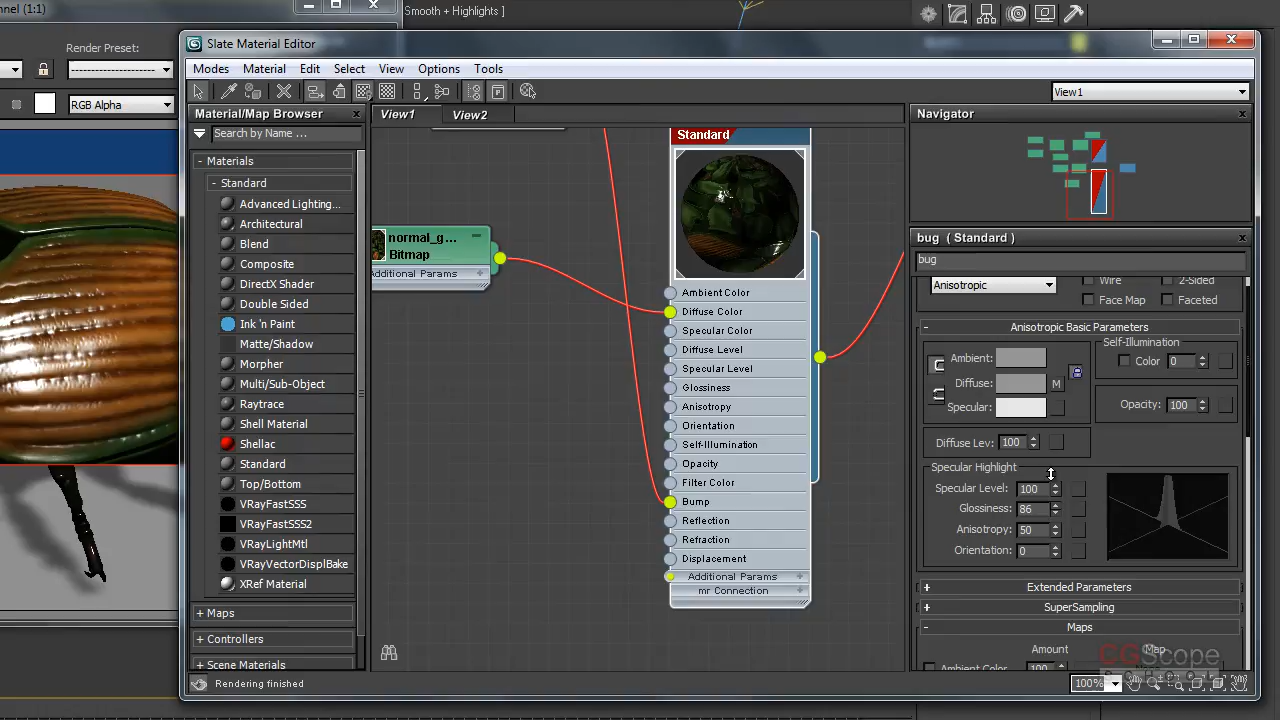 nnel (1:1)
Smooth + Highlights ]
Render Preset:
RGB Alpha
Slate Material Editor
Modes Material Edit Select View Options Tools
View1
Material/Map Browser
View1 View2
Navigator
Search by Name ...
- Materials
- Standard
Advanced Lighting...
Architectural
Blend
Composite
DirectX Shader
Double Sided
Ink 'n Paint
Matte/Shadow
Morpher
Multi/Sub-Object
Raytrace
Shell Material
Shellac
Standard
Top/Bottom
VRayFastSSS
VRayFastSSS2
VRayLightMtl
VRayVectorDisplBake
XRef Material
+ Maps
+ Controllers
+ Scene Materials
Rendering finished
normal_g...
Bitmap
Additional Params
Standard
Ambient Color
Diffuse Color
Specular Color
Diffuse Level
Specular Level
Glossiness
Anisotropy
Orientation
Self-Illumination
Opacity
Filter Color
Bump
Reflection
Refraction
Displacement
Additional Params
mr Connection
bug ( Standard )
bug
Anisotropic
Wire
2-Sided
Face Map
Faceted
Anisotropic Basic Parameters
Ambient:
Diffuse: M
Specular:
Self-Illumination
Color 0
Opacity: 100
Diffuse Lev: 100
Specular Highlight
Specular Level: 100
Glossiness: 86
Anisotropy: 50
Orientation: 0
+ Extended Parameters
+ SuperSampling
- Maps
Amount Map
Ambient Color 100
CGScope
100%